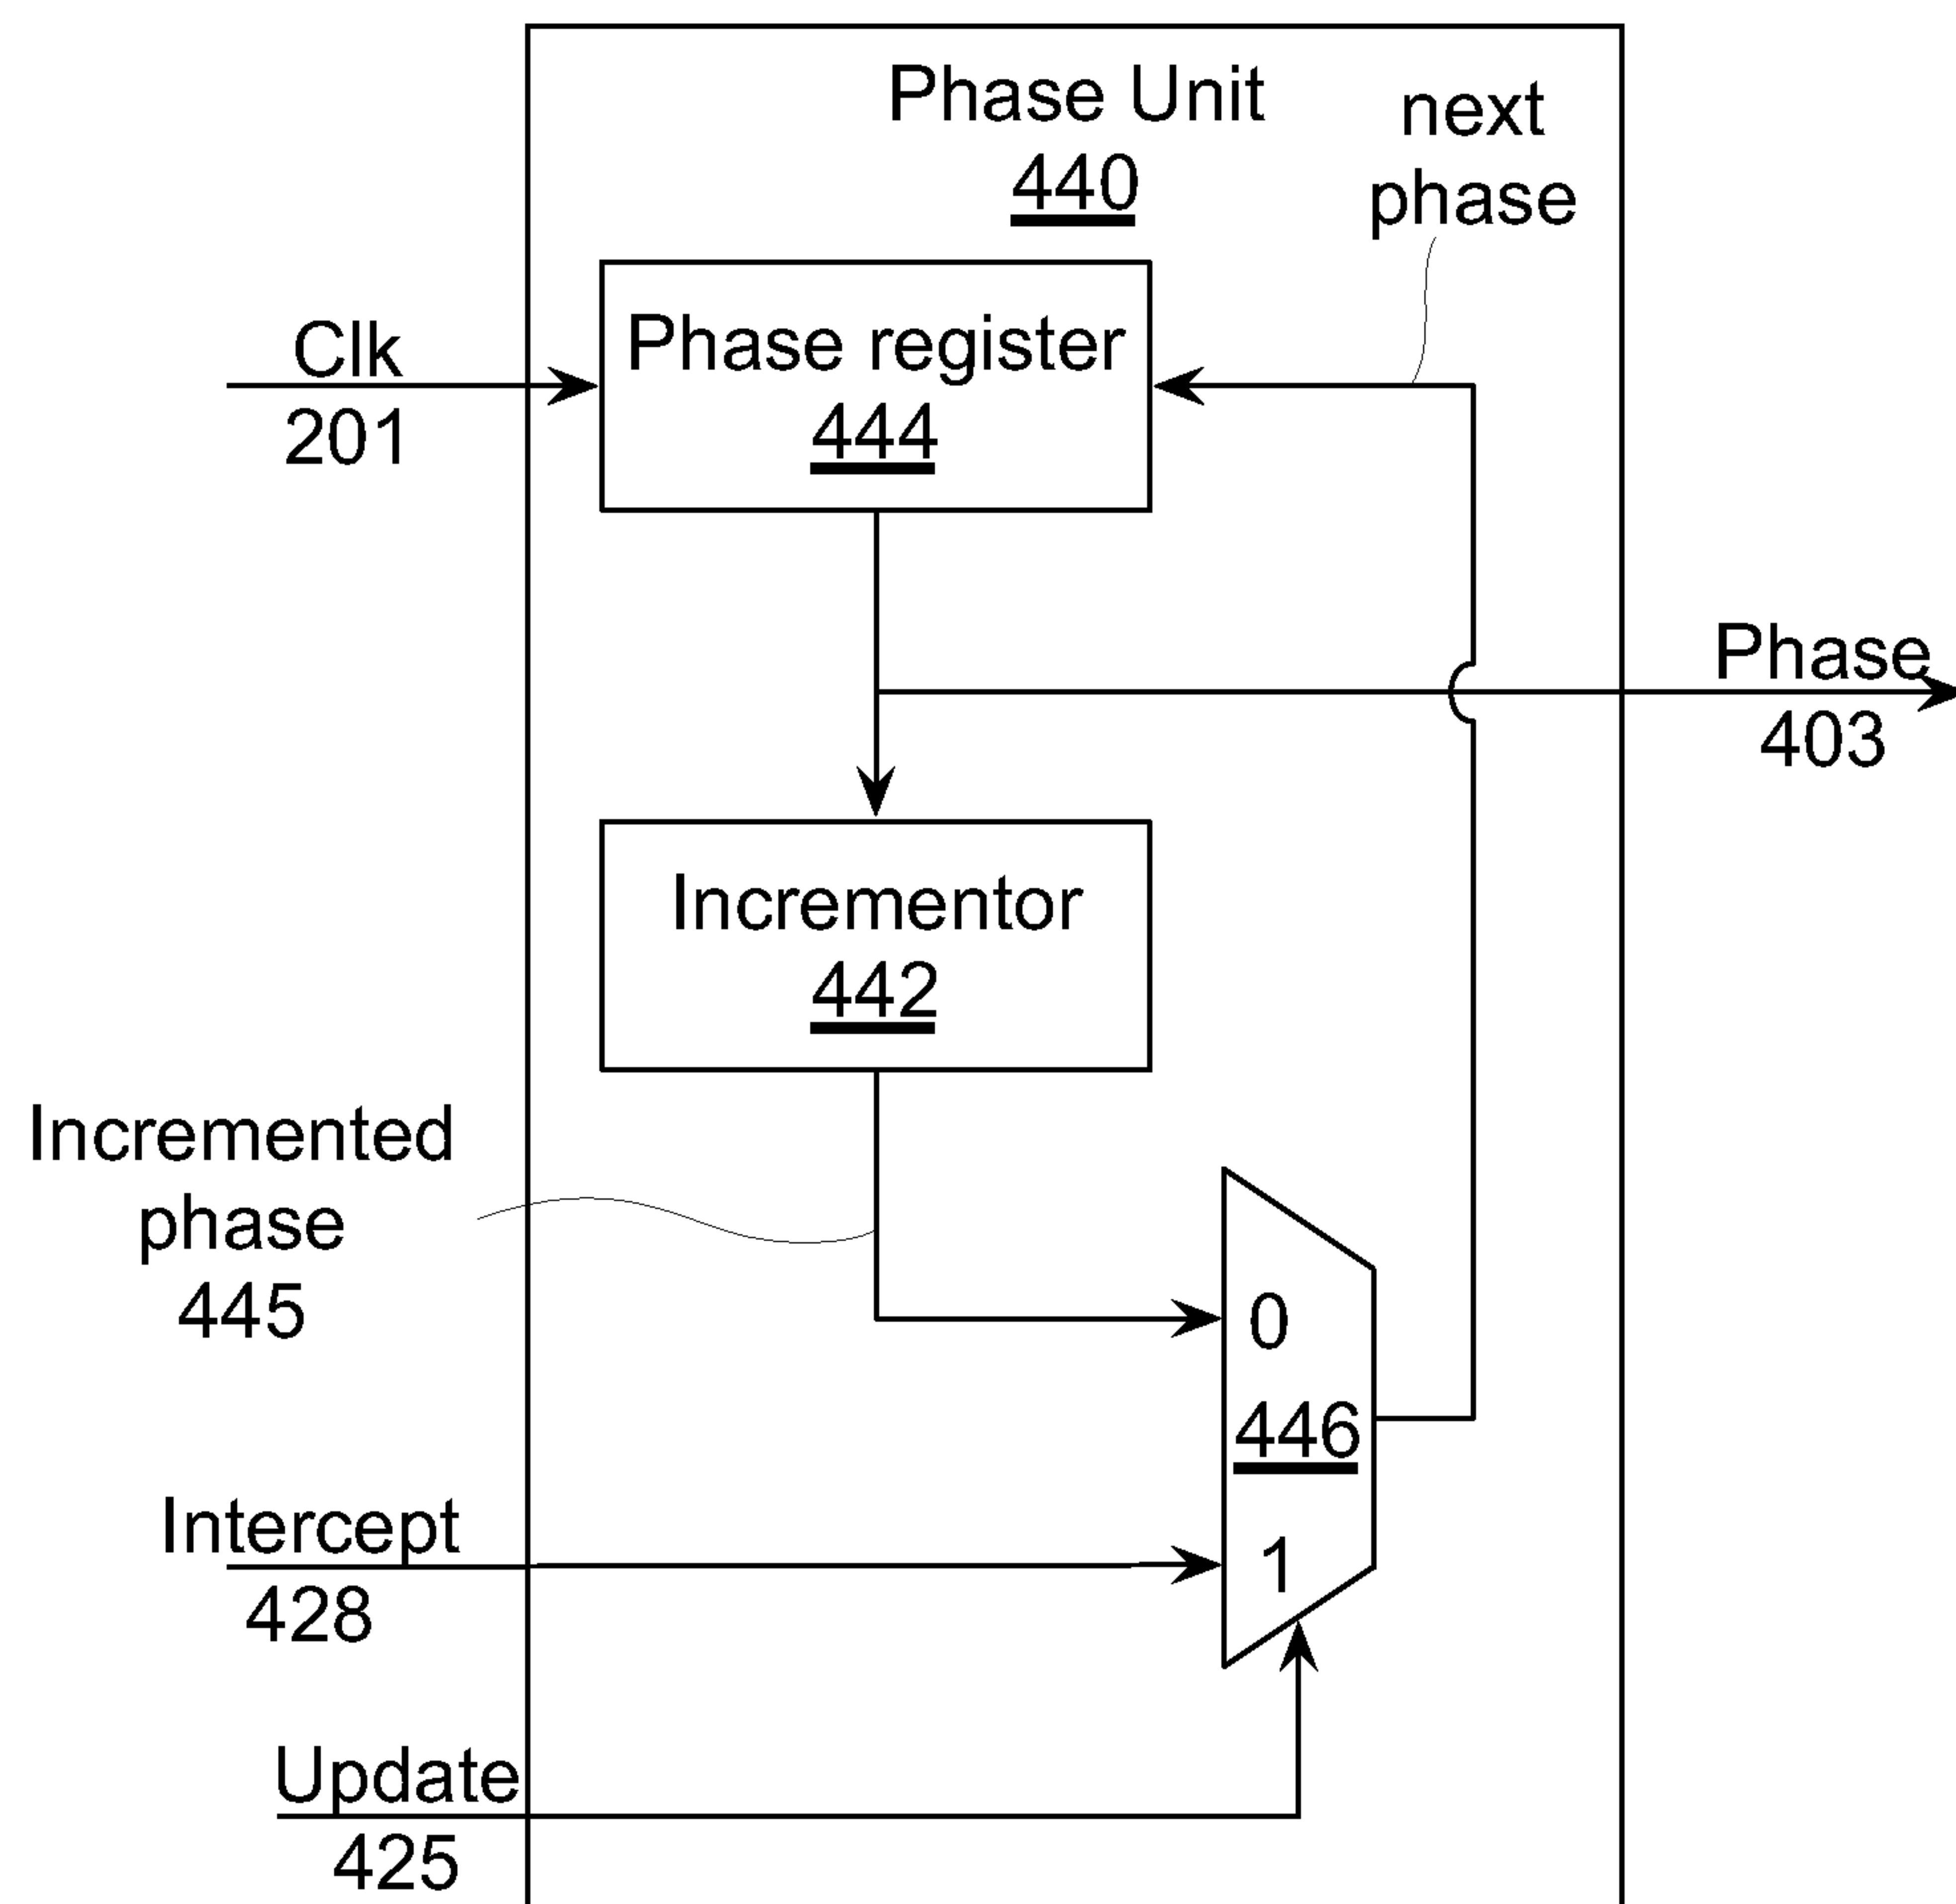 Phase Unit
440
next
phase
Clk
201
Phase register
444
Phase
403
Incrementor
442
Incremented
phase
445
0
446
1
Intercept
428
Update
425